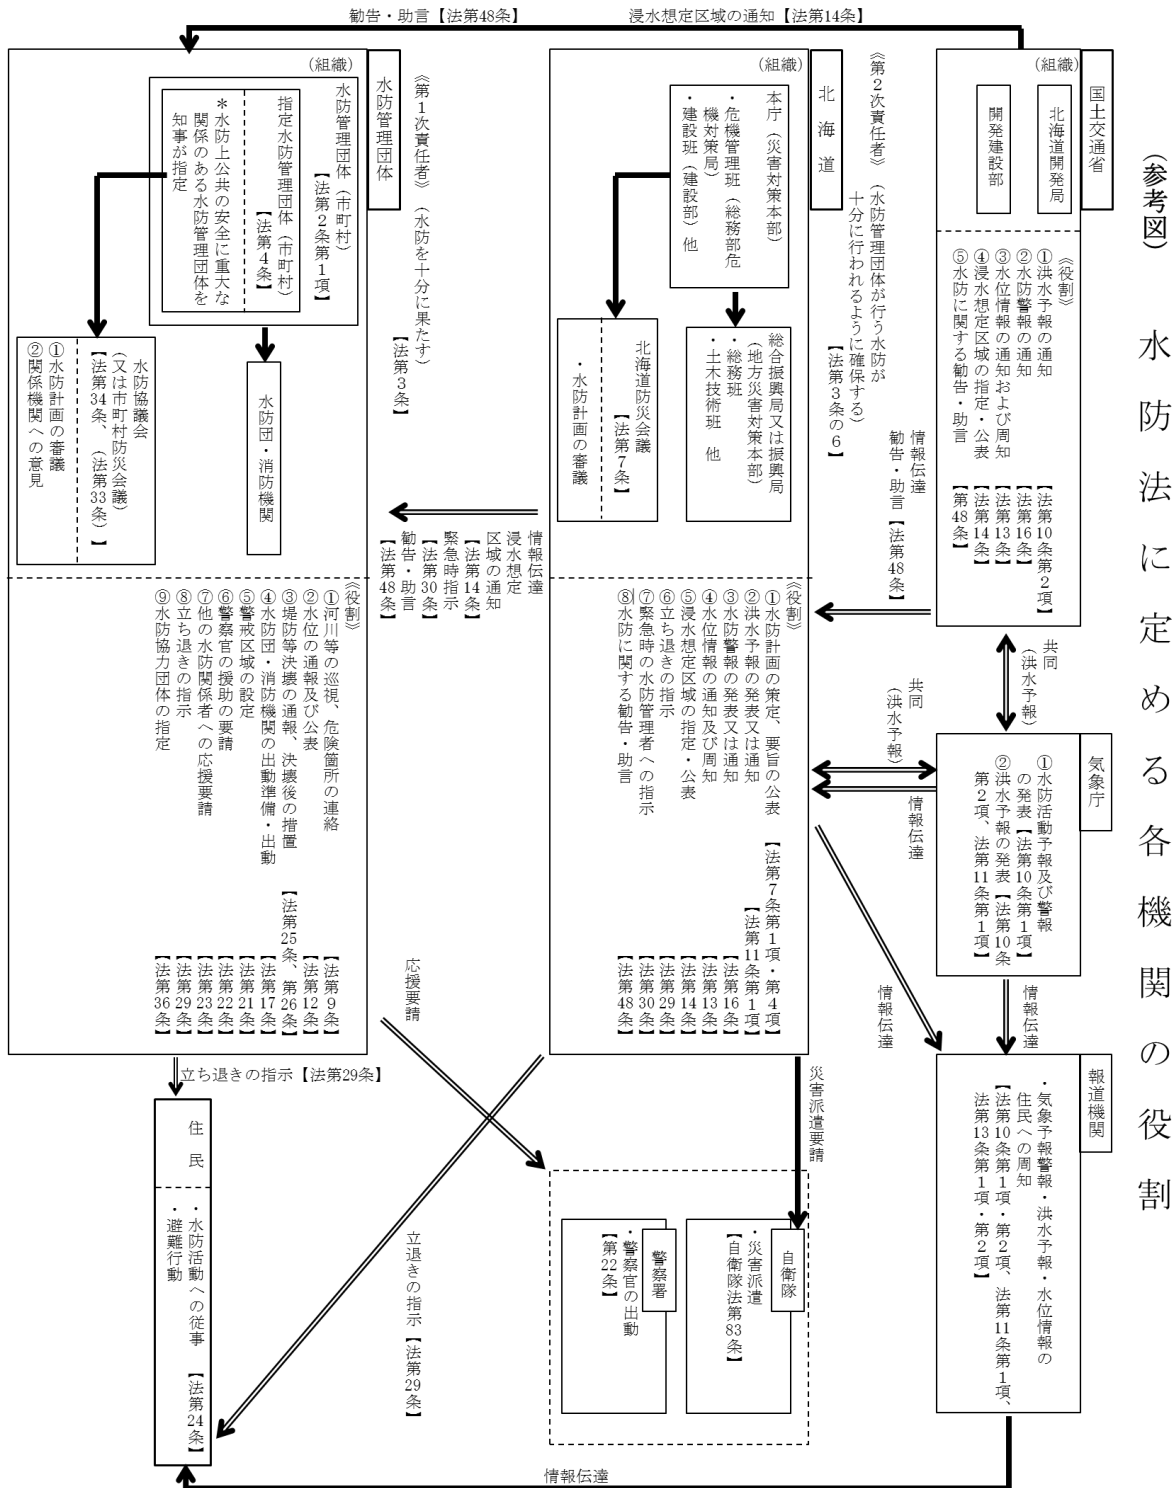 (参考図)　水防法に定める各機関の役割
国土交通省
(組織)
北海道開発局
開発建設部
《役割》
①洪水予報の通知　【法第10条第2項】
②水防警報の通知　【法第16条】
③水位情報の通知および周知　【法第13条】
④浸水想定区域の指定・公表　【法第14条】
⑤水防に関する勧告・助言　【第48条】
共同
(洪水予報)
気象庁
①水防活動予報及び警報
の発表【法第10条第1項】
②洪水予報の発表【法第10条
第2項、法第11条第1項】
情報伝達
報道機関
・気象予報警報・洪水予報・水位情報の
住民への周知
【法第10条第1項・第2項、法第11条第1項、
法第13条第1項・第2項】
情報伝達
勧告・助言【法第48条】
共同
(洪水予報)
情報伝達
情報伝達
《第2次責任者》(水防管理団体が行う水防が
十分に行われるように確保する)
【法第3条の6】
北海道
(組織)
本庁(災害対策本部)
・危機管理班(総務部危
機対策局)
・建設班(建設部)他
総合振興局又は振興局
(地方災害対策本部)
・総務班
・土木技術班　他
北海道防災会議
【法第7条】
・水防計画の審議
《役割》
①水防計画の策定、要旨の公表　【法第7条第1項・第4項】
②洪水予報の発表又は通知　【法第11条第1項】
③水防警報の発表又は通知　【法第16条】
④水位情報の通知及び周知　【法第13条】
⑤浸水想定区域の指定・公表　【法第14条】
⑥立ち退きの指示　【法第29条】
⑦緊急時の水防管理者への指示　【法第30条】
⑧水防に関する勧告・助言　【法第48条】
災害派遣要請
自衛隊
・災害派遣
【自衛隊法第83条】
警察署
・警察官の出動
【第22条】
情報伝達
浸水想定
区域の通知
【法第14条】
緊急時指示
【法第30条】
勧告・助言
【法第48条】
応援要請
立退きの指示【法第29条】
《第1次責任者》(水防を十分に果たす)
【法第3条】
水防管理団体
(組織)
水防管理団体(市町村)
【法第2条第1項】
指定水防管理団体(市町村)
【法第4条】
*水防上公共の安全に重大な
関係のある水防管理団体を
知事が指定
水防団・消防機関
水防協議会
(又は市町村防災会議)
【法第34条、(法第33条)】
①水防計画の審議
②関係機関への意見
《役割》
①河川等の巡視、危険箇所の連絡　【法第9条】
②水位の通報及び公表　【法第12条】
③堤防等決壊の通報、決壊後の措置　【法第25条、第26条】
④水防団・消防機関の出動準備・出動　【法第17条】
⑤警戒区域の設定　【法第21条】
⑥警察官の援助の要請　【法第22条】
⑦他の水防関係者への応援要請　【法第23条】
⑧立ち退きの指示　【法第29条】
⑨水防協力団体の指定　【法第36条】
立ち退きの指示【法第29条】
住民
・水防活動への従事　【法第24条】
・避難行動
勧告・助言【法第48条】
浸水想定区域の通知【法第14条】
情報伝達